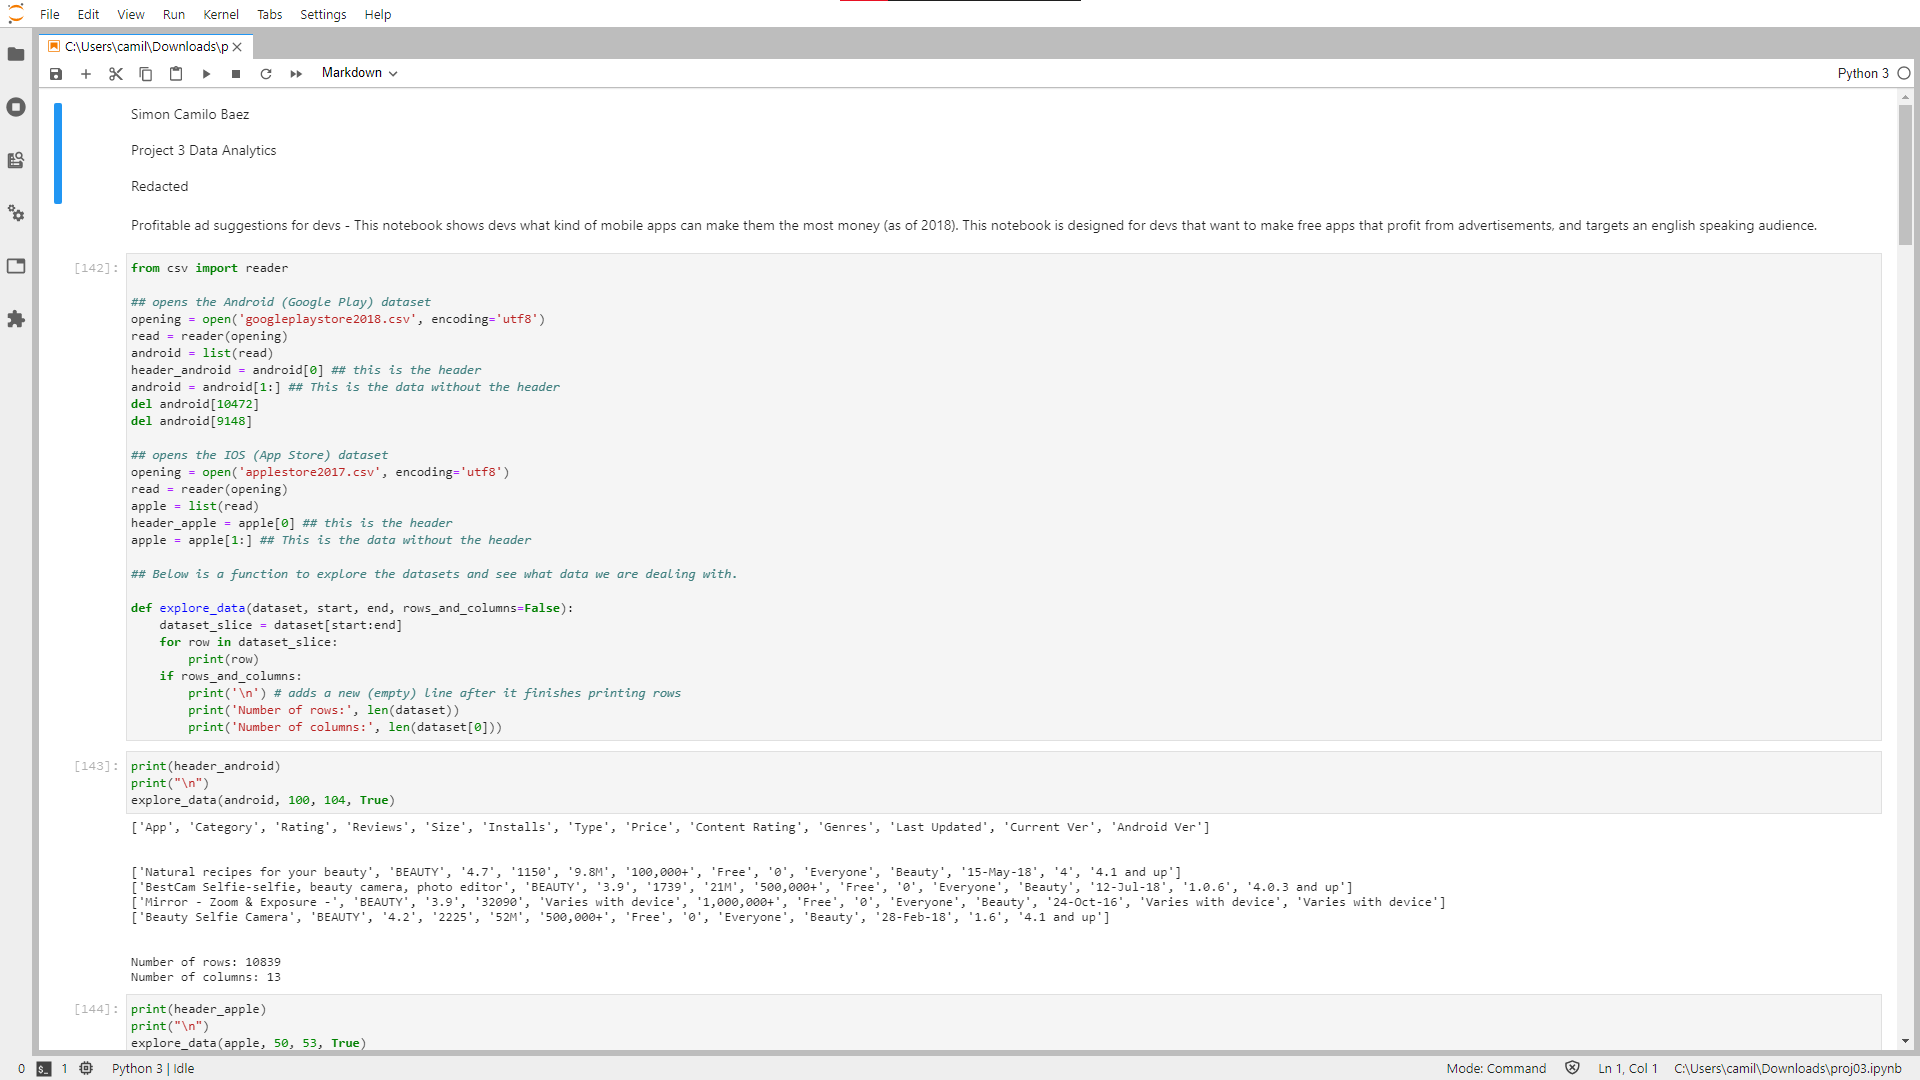 File Edit View Run Kernel Tabs Settings Help
C:\Users\camil\Downloads\p
Markdown
Python 3
Simon Camilo Baez
Project 3 Data Analytics
Redacted
Profitable ad suggestions for devs - This notebook shows devs what kind of mobile apps can make them the most money (as of 2018). This notebook is designed for devs that want to make free apps that profit from advertisements, and targets an english speaking audience.
[142]:
from csv import reader
## opens the Android (Google Play) dataset
opening = open('googleplaystore2018.csv', encoding='utf8')
read = reader(opening)
android = list(read)
header_android = android[0] ## this is the header
android = android[1:] ## This is the data without the header
del android[10472]
del android[9148]
## opens the IOS (App Store) dataset
opening = open('applestore2017.csv', encoding='utf8')
read = reader(opening)
apple = list(read)
header_apple = apple[0] ## this is the header
apple = apple[1:] ## This is the data without the header
## Below is a function to explore the datasets and see what data we are dealing with.
def explore_data(dataset, start, end, rows_and_columns=False):
    dataset_slice = dataset[start:end]
    for row in dataset_slice:
        print(row)
    if rows_and_columns:
        print('\n') # adds a new (empty) line after it finishes printing rows
        print('Number of rows:', len(dataset))
        print('Number of columns:', len(dataset[0]))
[143]:
print(header_android)
print("\n")
explore_data(android, 100, 104, True)
['App', 'Category', 'Rating', 'Reviews', 'Size', 'Installs', 'Type', 'Price', 'Content Rating', 'Genres', 'Last Updated', 'Current Ver', 'Android Ver']
['Natural recipes for your beauty', 'BEAUTY', '4.7', '1150', '9.8M', '100,000+', 'Free', '0', 'Everyone', 'Beauty', '15-May-18', '4', '4.1 and up']
['BestCam Selfie-selfie, beauty camera, photo editor', 'BEAUTY', '3.9', '1739', '21M', '500,000+', 'Free', '0', 'Everyone', 'Beauty', '12-Jul-18', '1.0.6', '4.0.3 and up']
['Mirror - Zoom & Exposure -', 'BEAUTY', '3.9', '32090', 'Varies with device', '1,000,000+', 'Free', '0', 'Everyone', 'Beauty', '24-Oct-16', 'Varies with device', 'Varies with device']
['Beauty Selfie Camera', 'BEAUTY', '4.2', '2225', '52M', '500,000+', 'Free', '0', 'Everyone', 'Beauty', '28-Feb-18', '1.6', '4.1 and up']
Number of rows: 10839
Number of columns: 13
[144]:
print(header_apple)
print("\n")
explore_data(apple, 50, 53, True)
0 1 Python 3 | Idle Mode: Command Ln 1, Col 1 C:\Users\camil\Downloads\proj03.ipynb